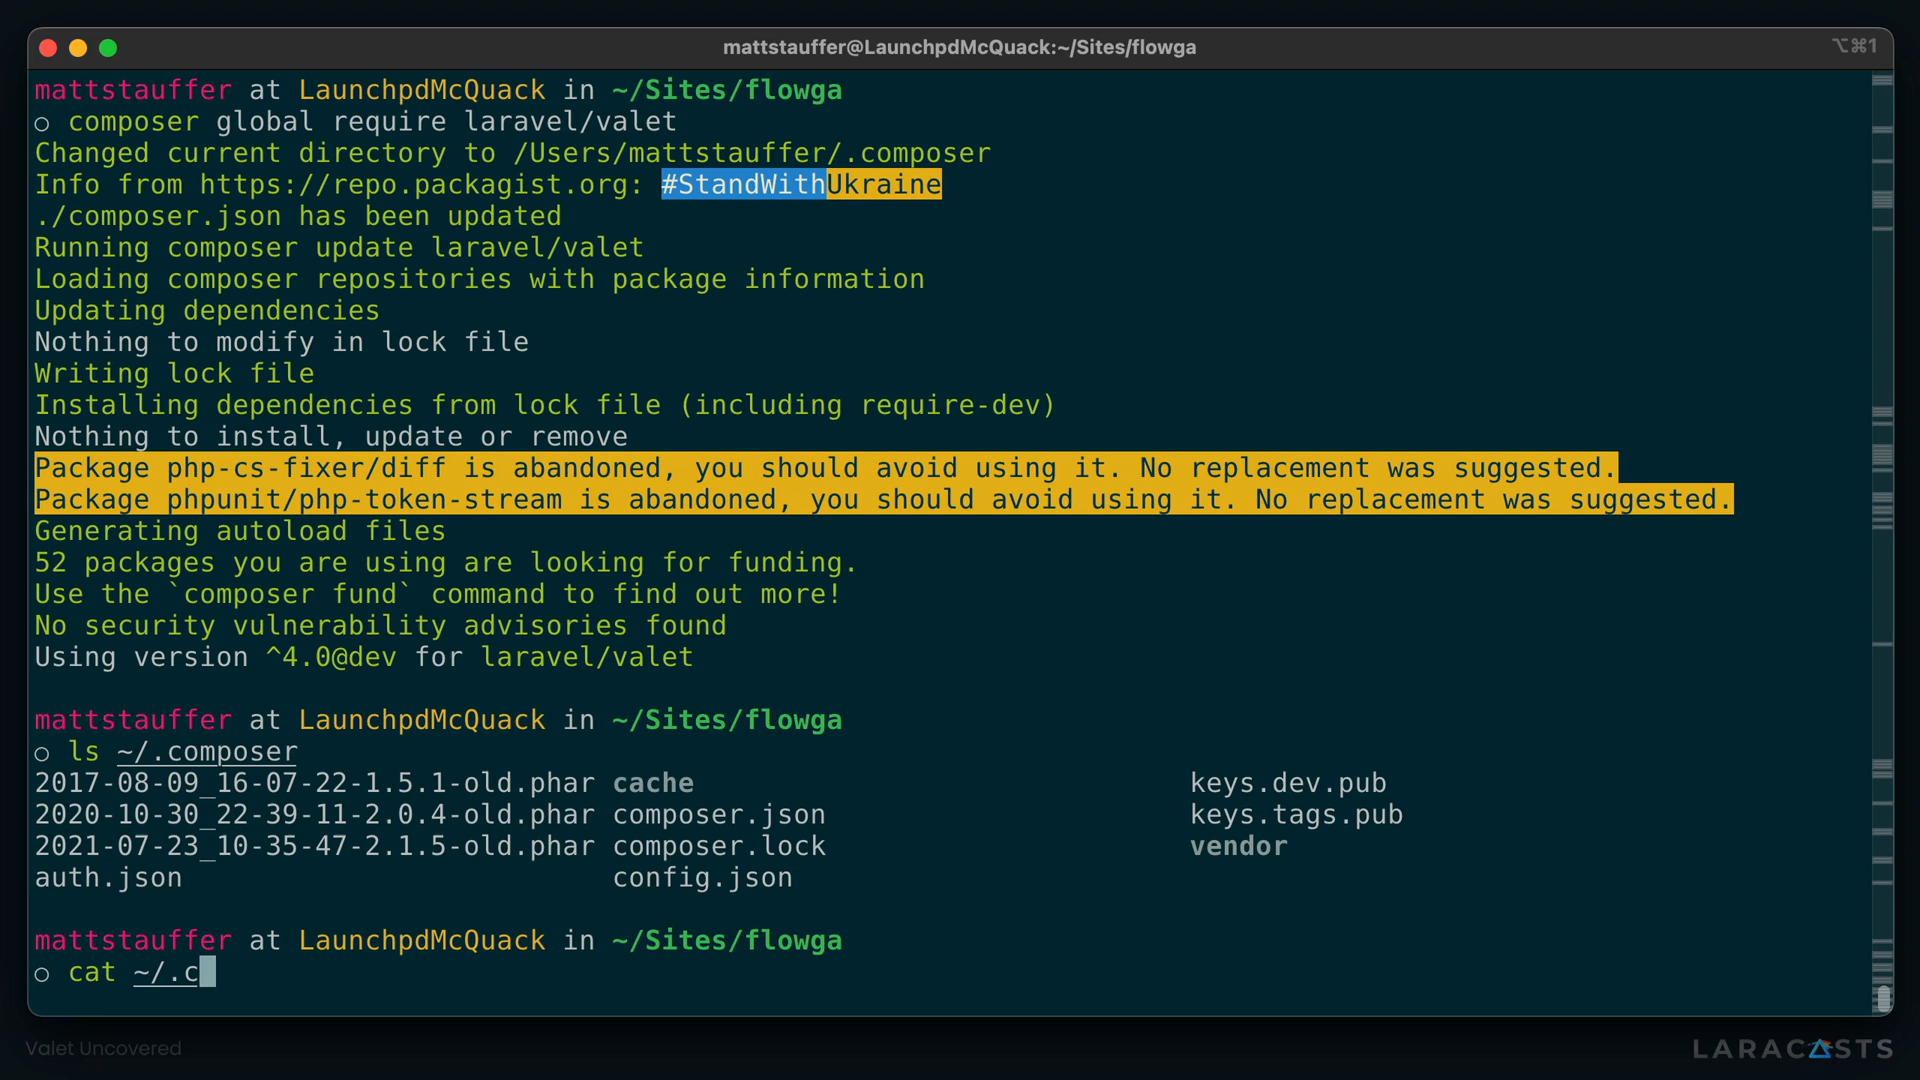 mattstauffer@LaunchpdMcQuack:~/Sites/flowga
⌥⌘1
mattstauffer at LaunchpdMcQuack in ~/Sites/flowga
○ composer global require laravel/valet
Changed current directory to /Users/mattstauffer/.composer
Info from https://repo.packagist.org: #StandWithUkraine
./composer.json has been updated
Running composer update laravel/valet
Loading composer repositories with package information
Updating dependencies
Nothing to modify in lock file
Writing lock file
Installing dependencies from lock file (including require-dev)
Nothing to install, update or remove
Package php-cs-fixer/diff is abandoned, you should avoid using it. No replacement was suggested.
Package phpunit/php-token-stream is abandoned, you should avoid using it. No replacement was suggested.
Generating autoload files
52 packages you are using are looking for funding.
Use the `composer fund` command to find out more!
No security vulnerability advisories found
Using version ^4.0@dev for laravel/valet
mattstauffer at LaunchpdMcQuack in ~/Sites/flowga
○ ls ~/.composer
2017-08-09_16-07-22-1.5.1-old.phar cache keys.dev.pub
2020-10-30_22-39-11-2.0.4-old.phar composer.json keys.tags.pub
2021-07-23_10-35-47-2.1.5-old.phar composer.lock vendor
auth.json config.json
mattstauffer at LaunchpdMcQuack in ~/Sites/flowga
○ cat ~/.c
Valet Uncovered
LARACASTS